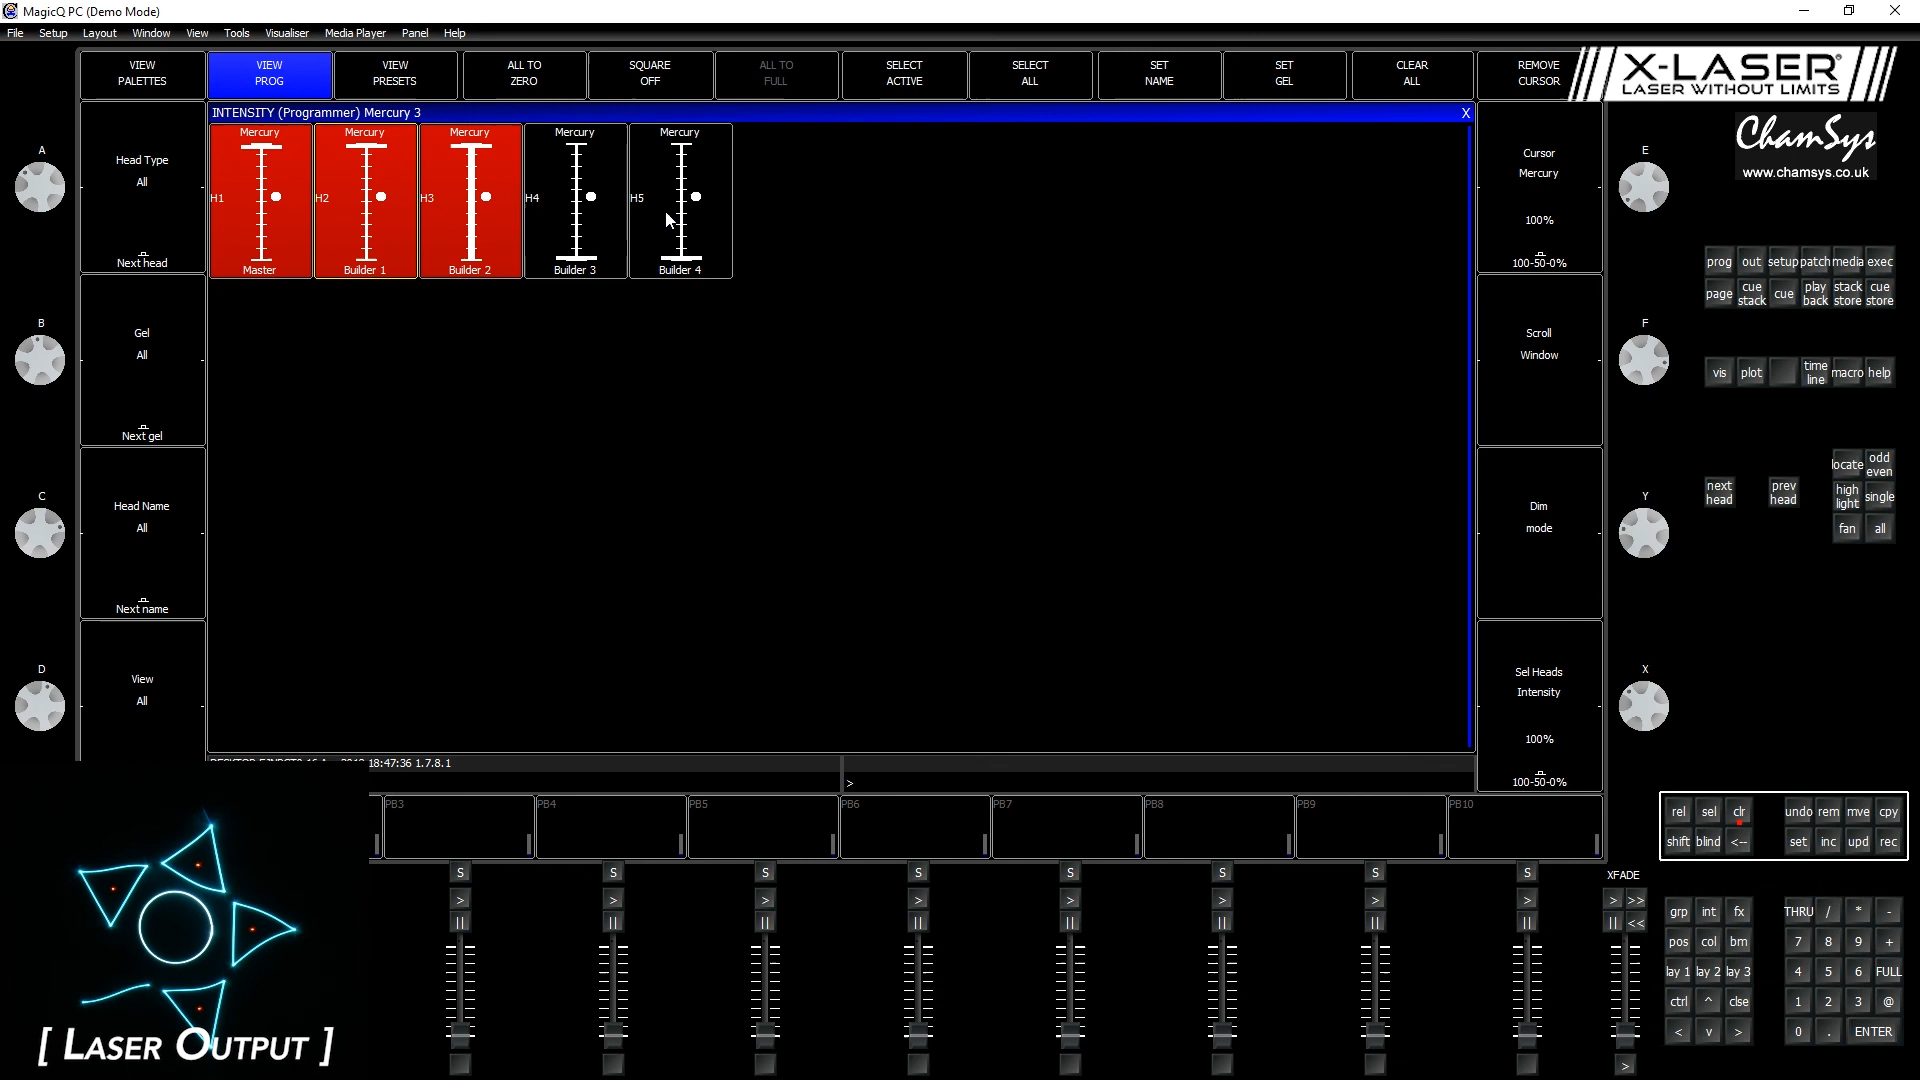 MagicQ PC (Demo Mode)
File Setup Layout Window View Tools Visualiser Media Player Panel Help
VIEW PALETTES
VIEW PROG
VIEW PRESETS
ALL TO ZERO
SQUARE OFF
ALL TO FULL
SELECT ACTIVE
SELECT ALL
SET NAME
SET GEL
CLEAR ALL
REMOVE CURSOR
X-LASER®
LASER WITHOUT LIMITS
ChamSys
www.chamsys.co.uk
INTENSITY (Programmer) Mercury 3
X
Mercury Mercury Mercury Mercury Mercury
H1 H2 H3 H4 H5
Master Builder 1 Builder 2 Builder 3 Builder 4
A
Head Type
All
Next head
B
Gel
All
Next gel
C
Head Name
All
Next name
D
View
All
Cursor
Mercury
100%
100-50-0%
E
Scroll
Window
F
Dim
mode
Y
Sel Heads
Intensity
100%
100-50-0%
X
prog out setup patch media exec
page cue stack cue play back stack store cue store
vis plot time line macro help
next head prev head
locate odd even
high light single
fan all
18:47:36 1.7.8.1
>
PB3 PB4 PB5 PB6 PB7 PB8 PB9 PB10
S S S S S S S S
XFADE
> > > > > > > > > >>
|| || || || || || || || || <<
>
rel sel clr undo rem mve cpy
shift blind <-- set inc upd rec
grp int fx THRU / * -
pos col bm 7 8 9 +
lay 1 lay 2 lay 3 4 5 6 FULL
ctrl ^ clse 1 2 3 @
< v > 0 . ENTER
[ LASER OUTPUT ]